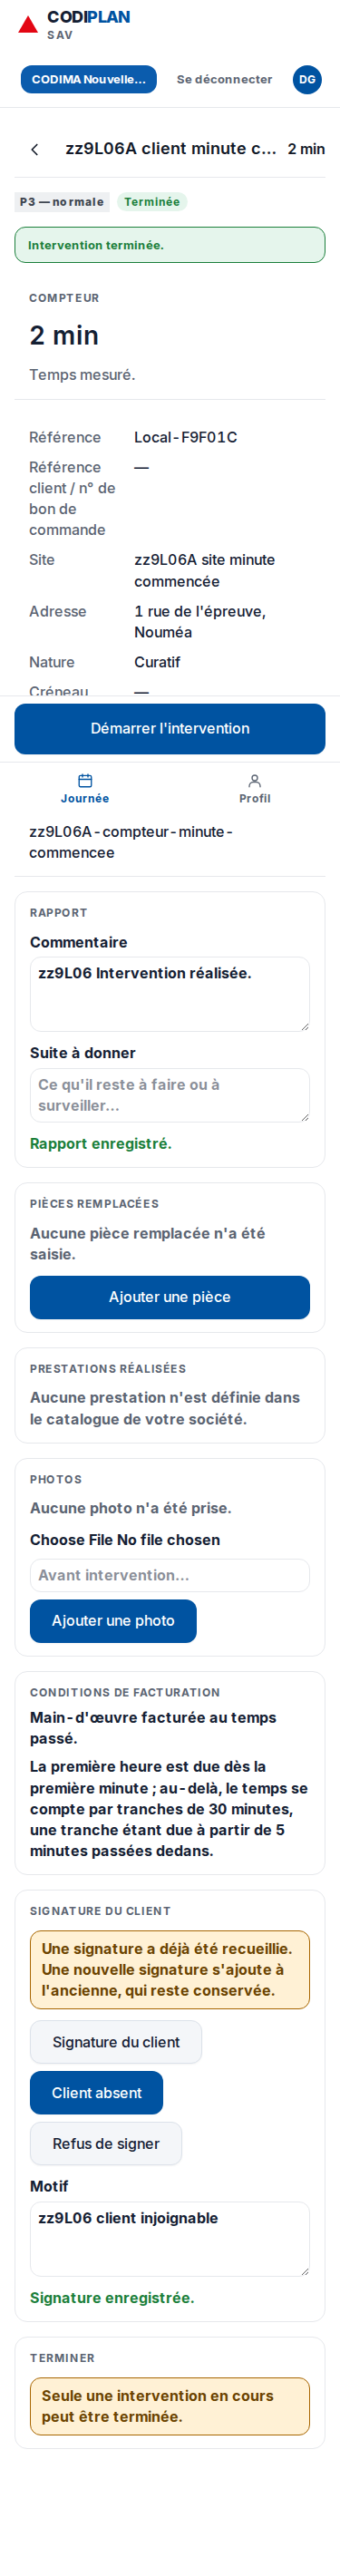 CODIPLAN
SAV
CODIMA Nouvelle...
Se déconnecter
DG
zz9L06A client minute c...
2 min
P3 — normale
Terminée
Intervention terminée.
COMPTEUR
2 min
Temps mesuré.
Référence
Local-F9F01C
Référence
—
client / n° de
bon de
commande
Site
zz9L06A site minute
commencée
Adresse
1 rue de l'épreuve,
Nouméa
Nature
Curatif
Créneau
—
Démarrer l'intervention
Journée
Profil
zz9L06A-compteur-minute-
commencee
RAPPORT
Commentaire
zz9L06 Intervention réalisée.
Suite à donner
Ce qu'il reste à faire ou à
surveiller...
Rapport enregistré.
PIÈCES REMPLACÉES
Aucune pièce remplacée n'a été
saisie.
Ajouter une pièce
PRESTATIONS RÉALISÉES
Aucune prestation n'est définie dans
le catalogue de votre société.
PHOTOS
Aucune photo n'a été prise.
Choose File No file chosen
Avant intervention...
Ajouter une photo
CONDITIONS DE FACTURATION
Main-d'œuvre facturée au temps
passé.
La première heure est due dès la
première minute ; au-delà, le temps se
compte par tranches de 30 minutes,
une tranche étant due à partir de 5
minutes passées dedans.
SIGNATURE DU CLIENT
Une signature a déjà été recueillie.
Une nouvelle signature s'ajoute à
l'ancienne, qui reste conservée.
Signature du client
Client absent
Refus de signer
Motif
zz9L06 client injoignable
Signature enregistrée.
TERMINER
Seule une intervention en cours
peut être terminée.